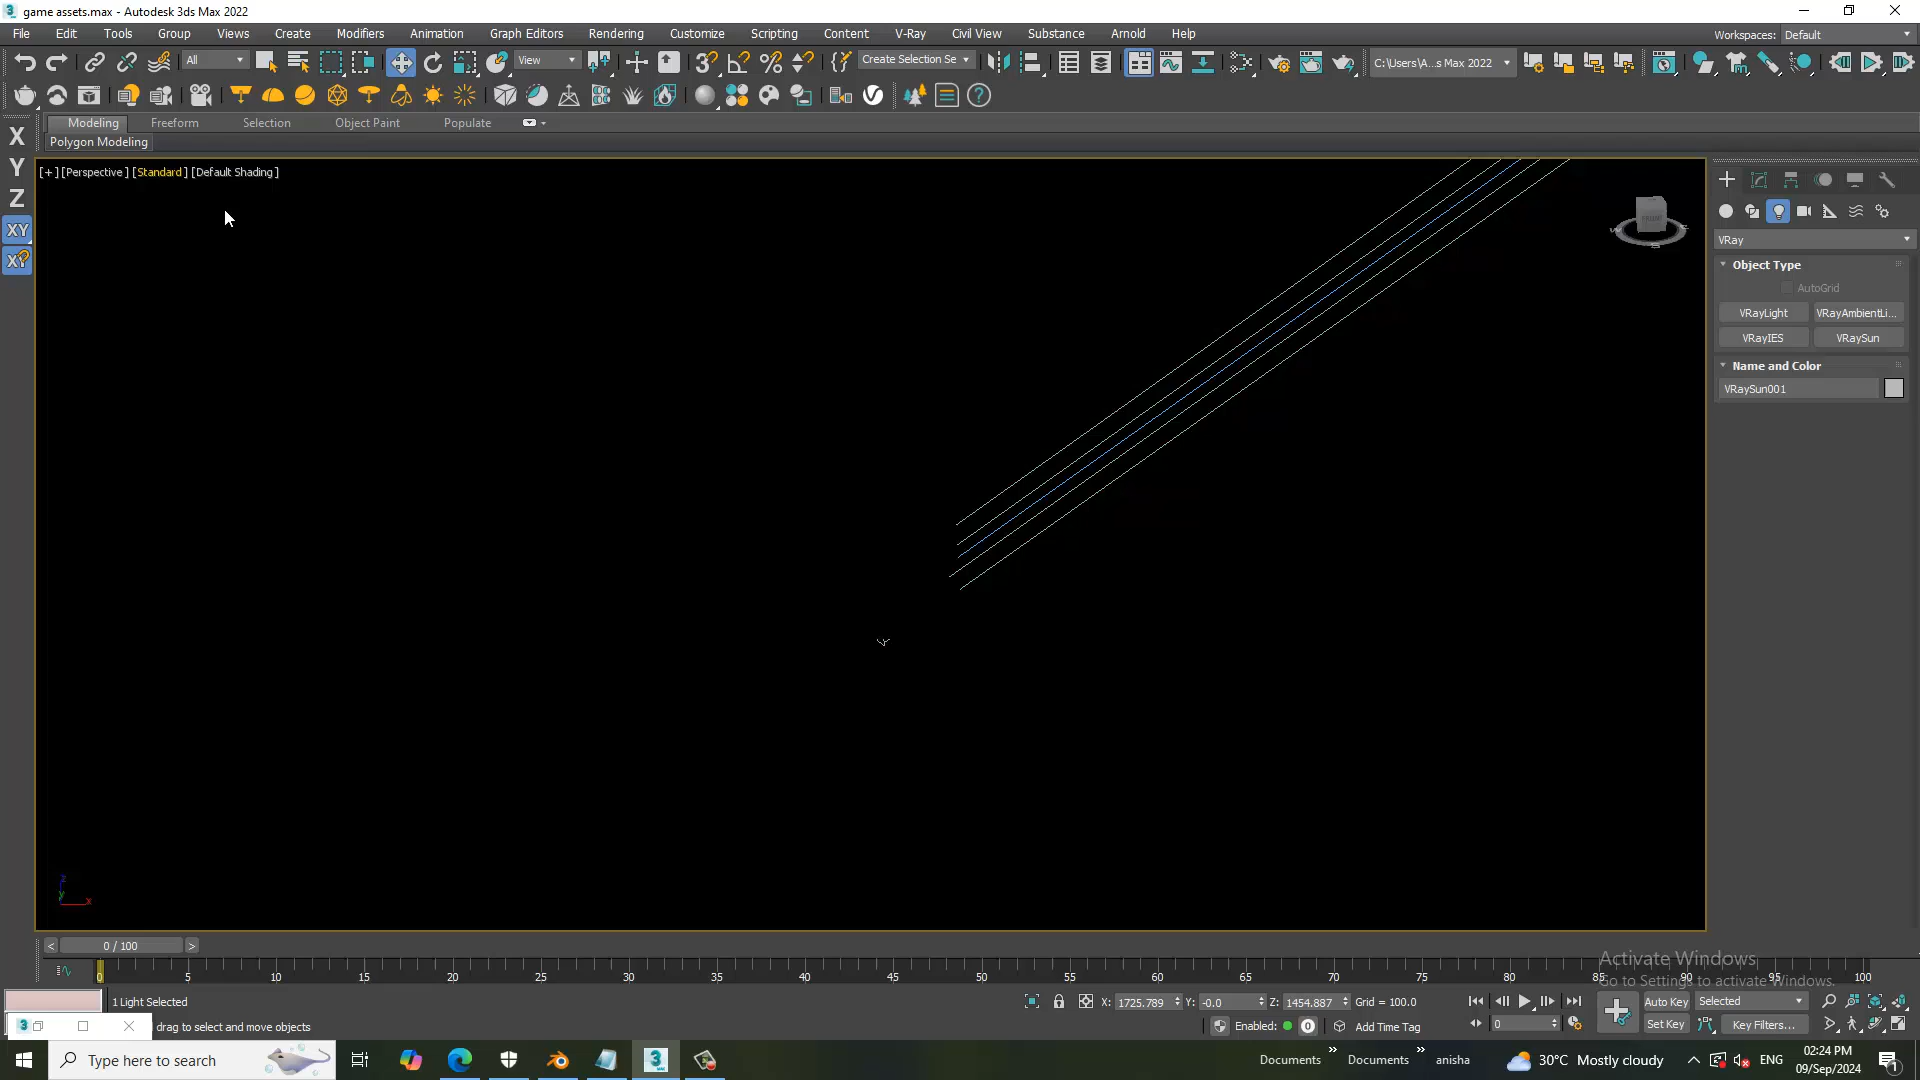 game assets.max - Autodesk 3ds Max 2022
File Edit Tools Group Views Create Modifiers Animation Graph Editors Rendering Customize Scripting Content V-Ray Civil View Substance Arnold Help Workspaces: Default
All View Create Selection Se C:\Users\A...s Max 2022
Modeling Freeform Selection Object Paint Populate
Polygon Modeling
X
Y
Z
XY
XY
[+] [Perspective] [Standard] [Default Shading]
VRay
Object Type
AutoGrid
VRayLight VRayAmbientLi...
VRayIES VRaySun
Name and Color
VRaySun001
z
y
x
< 0 / 100 >
0 5 10 15 20 25 30 35 40 45 50 55 60 65 70 75 80 85 90 95 100
Activate Windows
Go to Settings to activate Windows.
1 Light Selected X: 1725.789 Y: -0.0 Z: 1454.887 Grid = 100.0 Auto Key Selected
drag to select and move objects Enabled: 0 Add Time Tag 0 Set Key Key Filters...
Type here to search Documents Documents anisha 30°C Mostly cloudy ENG 02:24 PM
09/Sep/2024
1